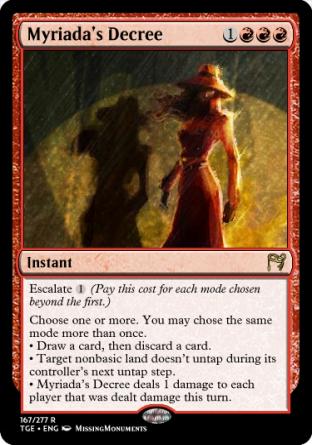 Myriada's Decree 1
Instant
Escalate 1 (Pay this cost for each mode chosen
beyond the first.)
Choose one or more. You may chose the same
mode more than once.
• Draw a card, then discard a card.
• Target nonbasic land doesn't untap during its
controller's next untap step.
• Myriada's Decree deals 1 damage to each
player that was dealt damage this turn.
167/277 R
TGE • ENG MissingMonuments